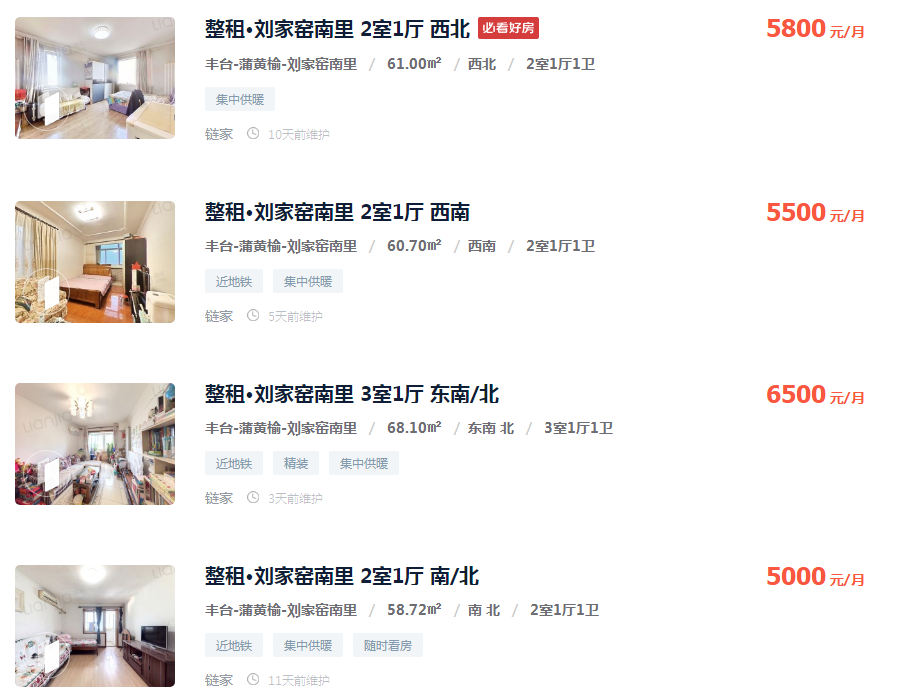 整租·刘家窑南里 2室1厅 西北 必看好房
5800 元/月
丰台-蒲黄榆-刘家窑南里 / 61.00㎡ / 西北 / 2室1厅1卫
集中供暖
链家 10天前维护
整租·刘家窑南里 2室1厅 西南
5500 元/月
丰台-蒲黄榆-刘家窑南里 / 60.70㎡ / 西南 / 2室1厅1卫
近地铁 集中供暖
链家 5天前维护
整租·刘家窑南里 3室1厅 东南/北
6500 元/月
丰台-蒲黄榆-刘家窑南里 / 68.10㎡ / 东南 北 / 3室1厅1卫
近地铁 精装 集中供暖
链家 3天前维护
整租·刘家窑南里 2室1厅 南/北
5000 元/月
丰台-蒲黄榆-刘家窑南里 / 58.72㎡ / 南 北 / 2室1厅1卫
近地铁 集中供暖 随时看房
链家 11天前维护